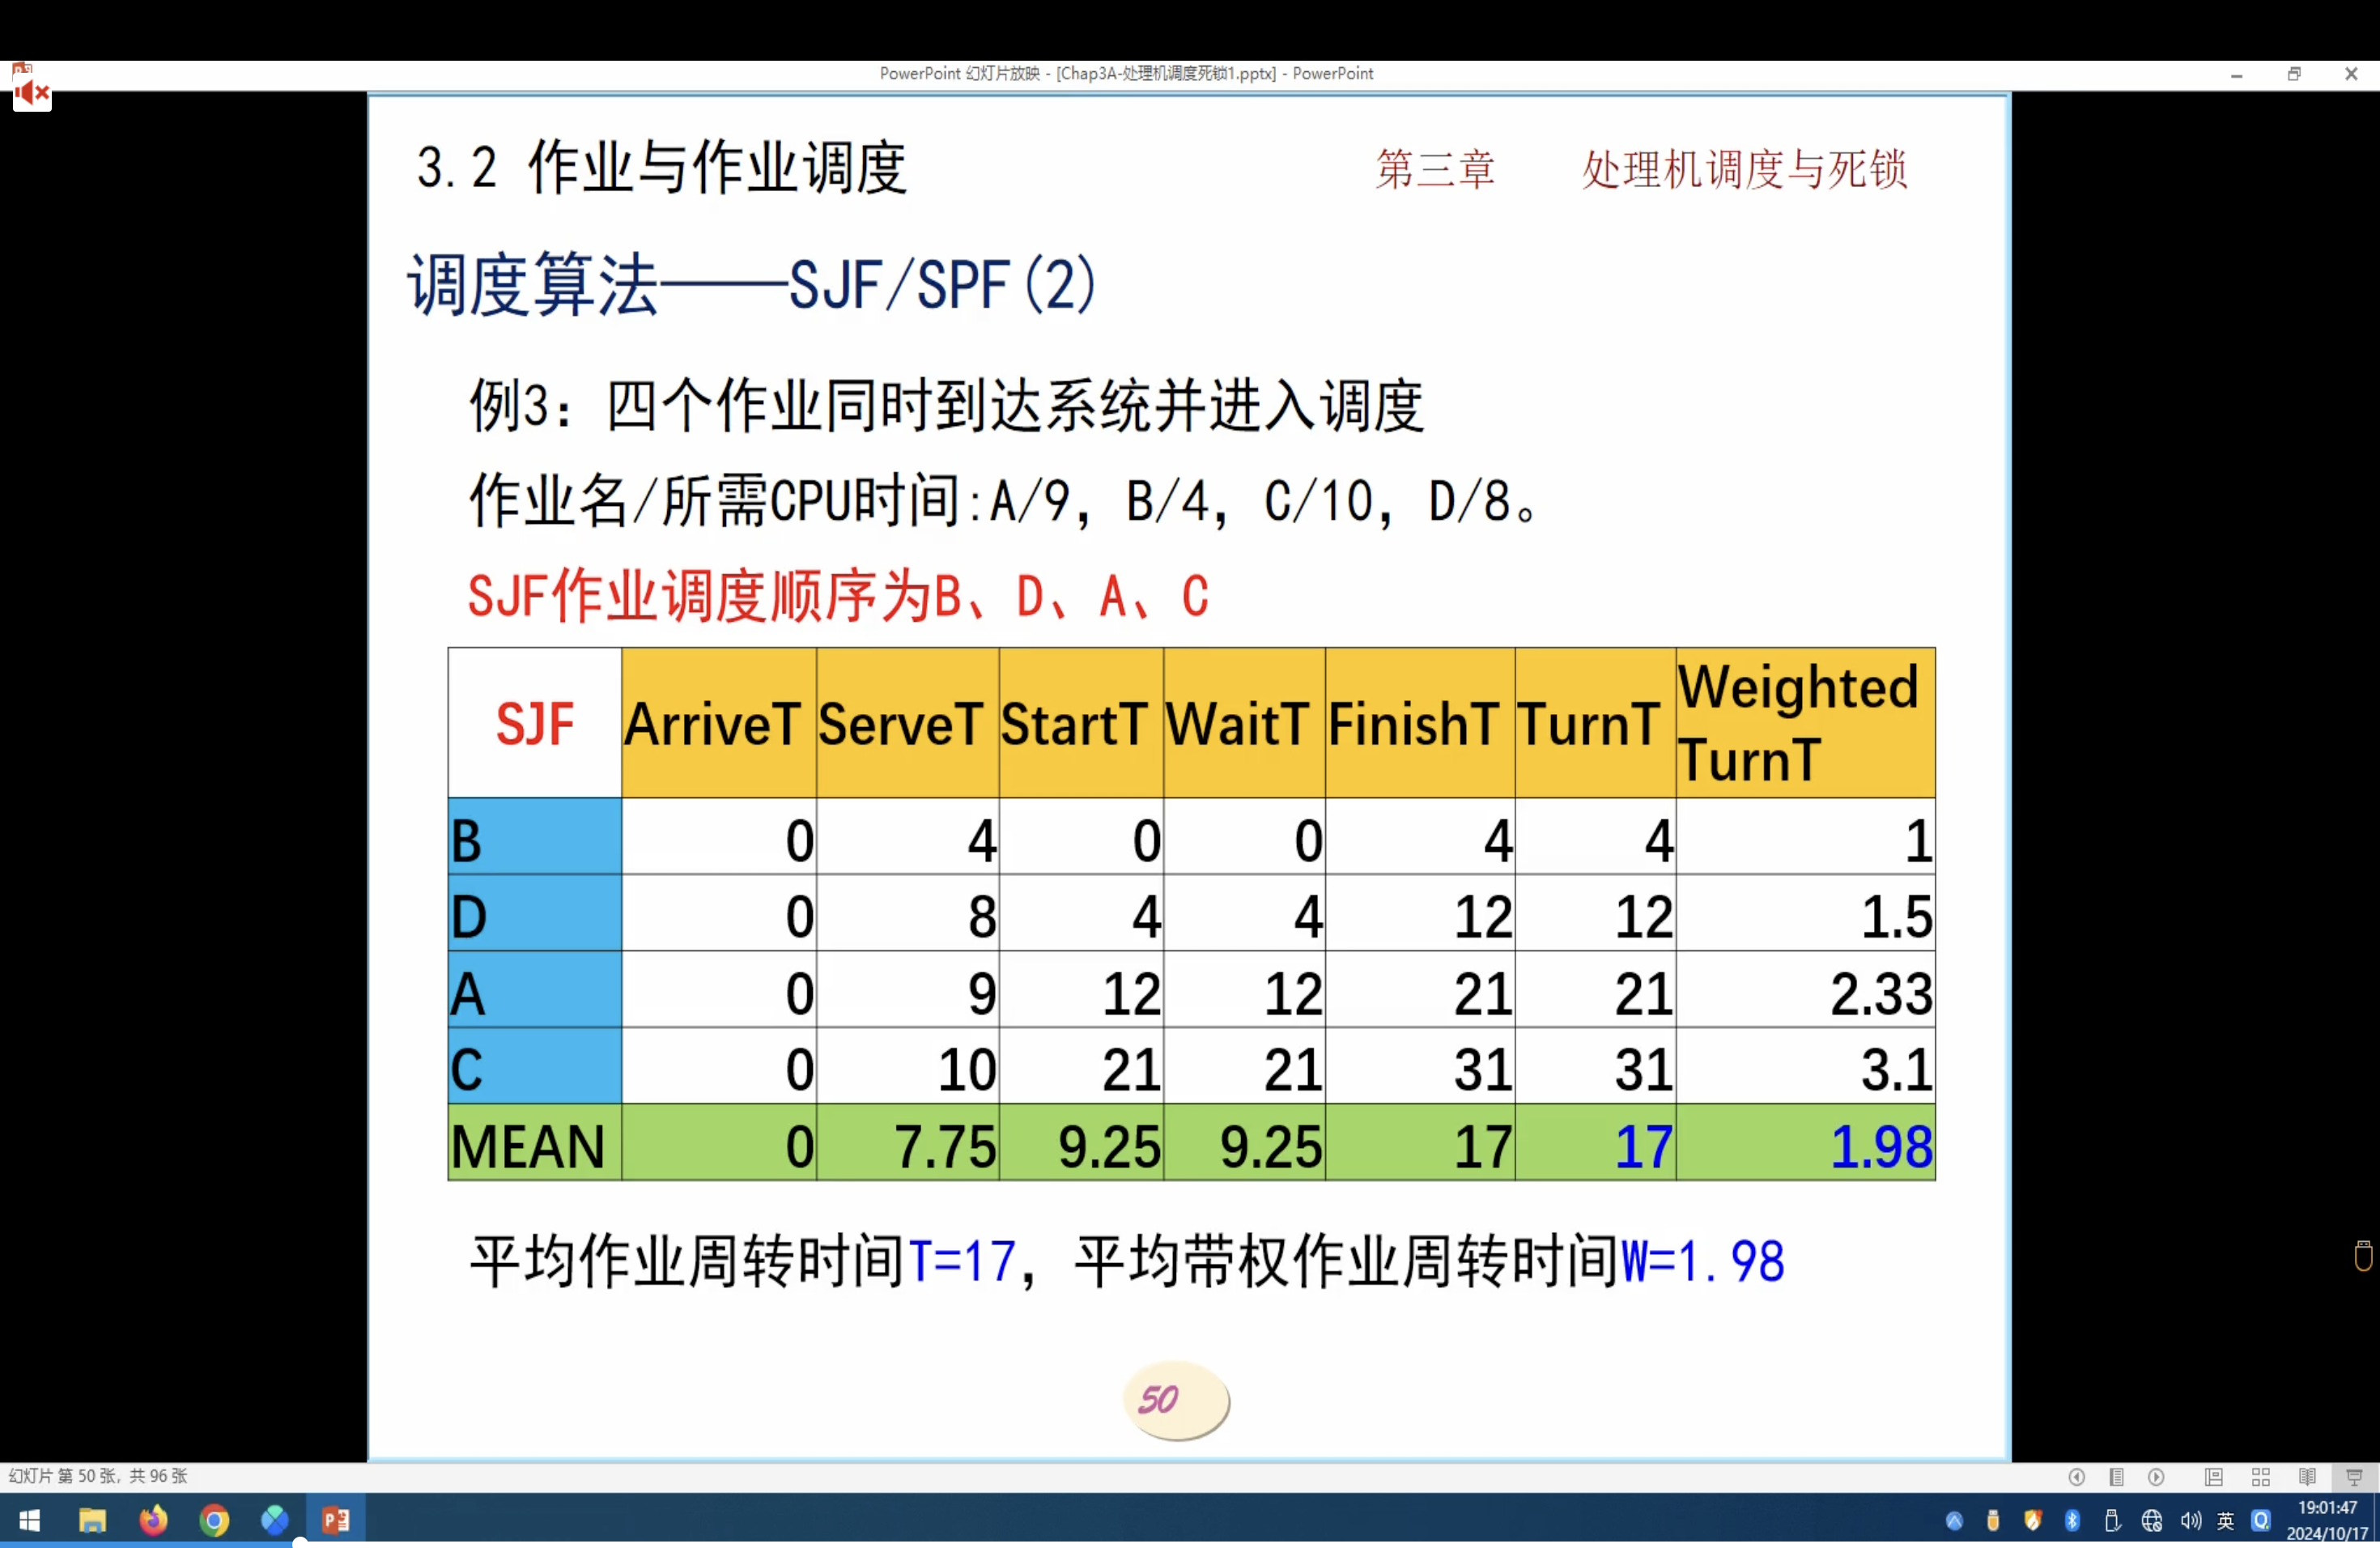 PowerPoint 幻灯片放映 - [Chap3A-处理机调度死锁1.pptx] - PowerPoint
3.2 作业与作业调度
第三章 处理机调度与死锁
调度算法——SJF/SPF(2)
例3：四个作业同时到达系统并进入调度
作业名/所需CPU时间:A/9，B/4，C/10，D/8。
SJF作业调度顺序为B、D、A、C
SJF ArriveT ServeT StartT WaitT FinishT TurnT Weighted TurnT
B 0 4 0 0 4 4 1
D 0 8 4 4 12 12 1.5
A 0 9 12 12 21 21 2.33
C 0 10 21 21 31 31 3.1
MEAN 0 7.75 9.25 9.25 17 17 1.98
平均作业周转时间T=17，平均带权作业周转时间W=1.98
50
幻灯片 第 50 张，共 96 张
英
19:01:47
2024/10/17